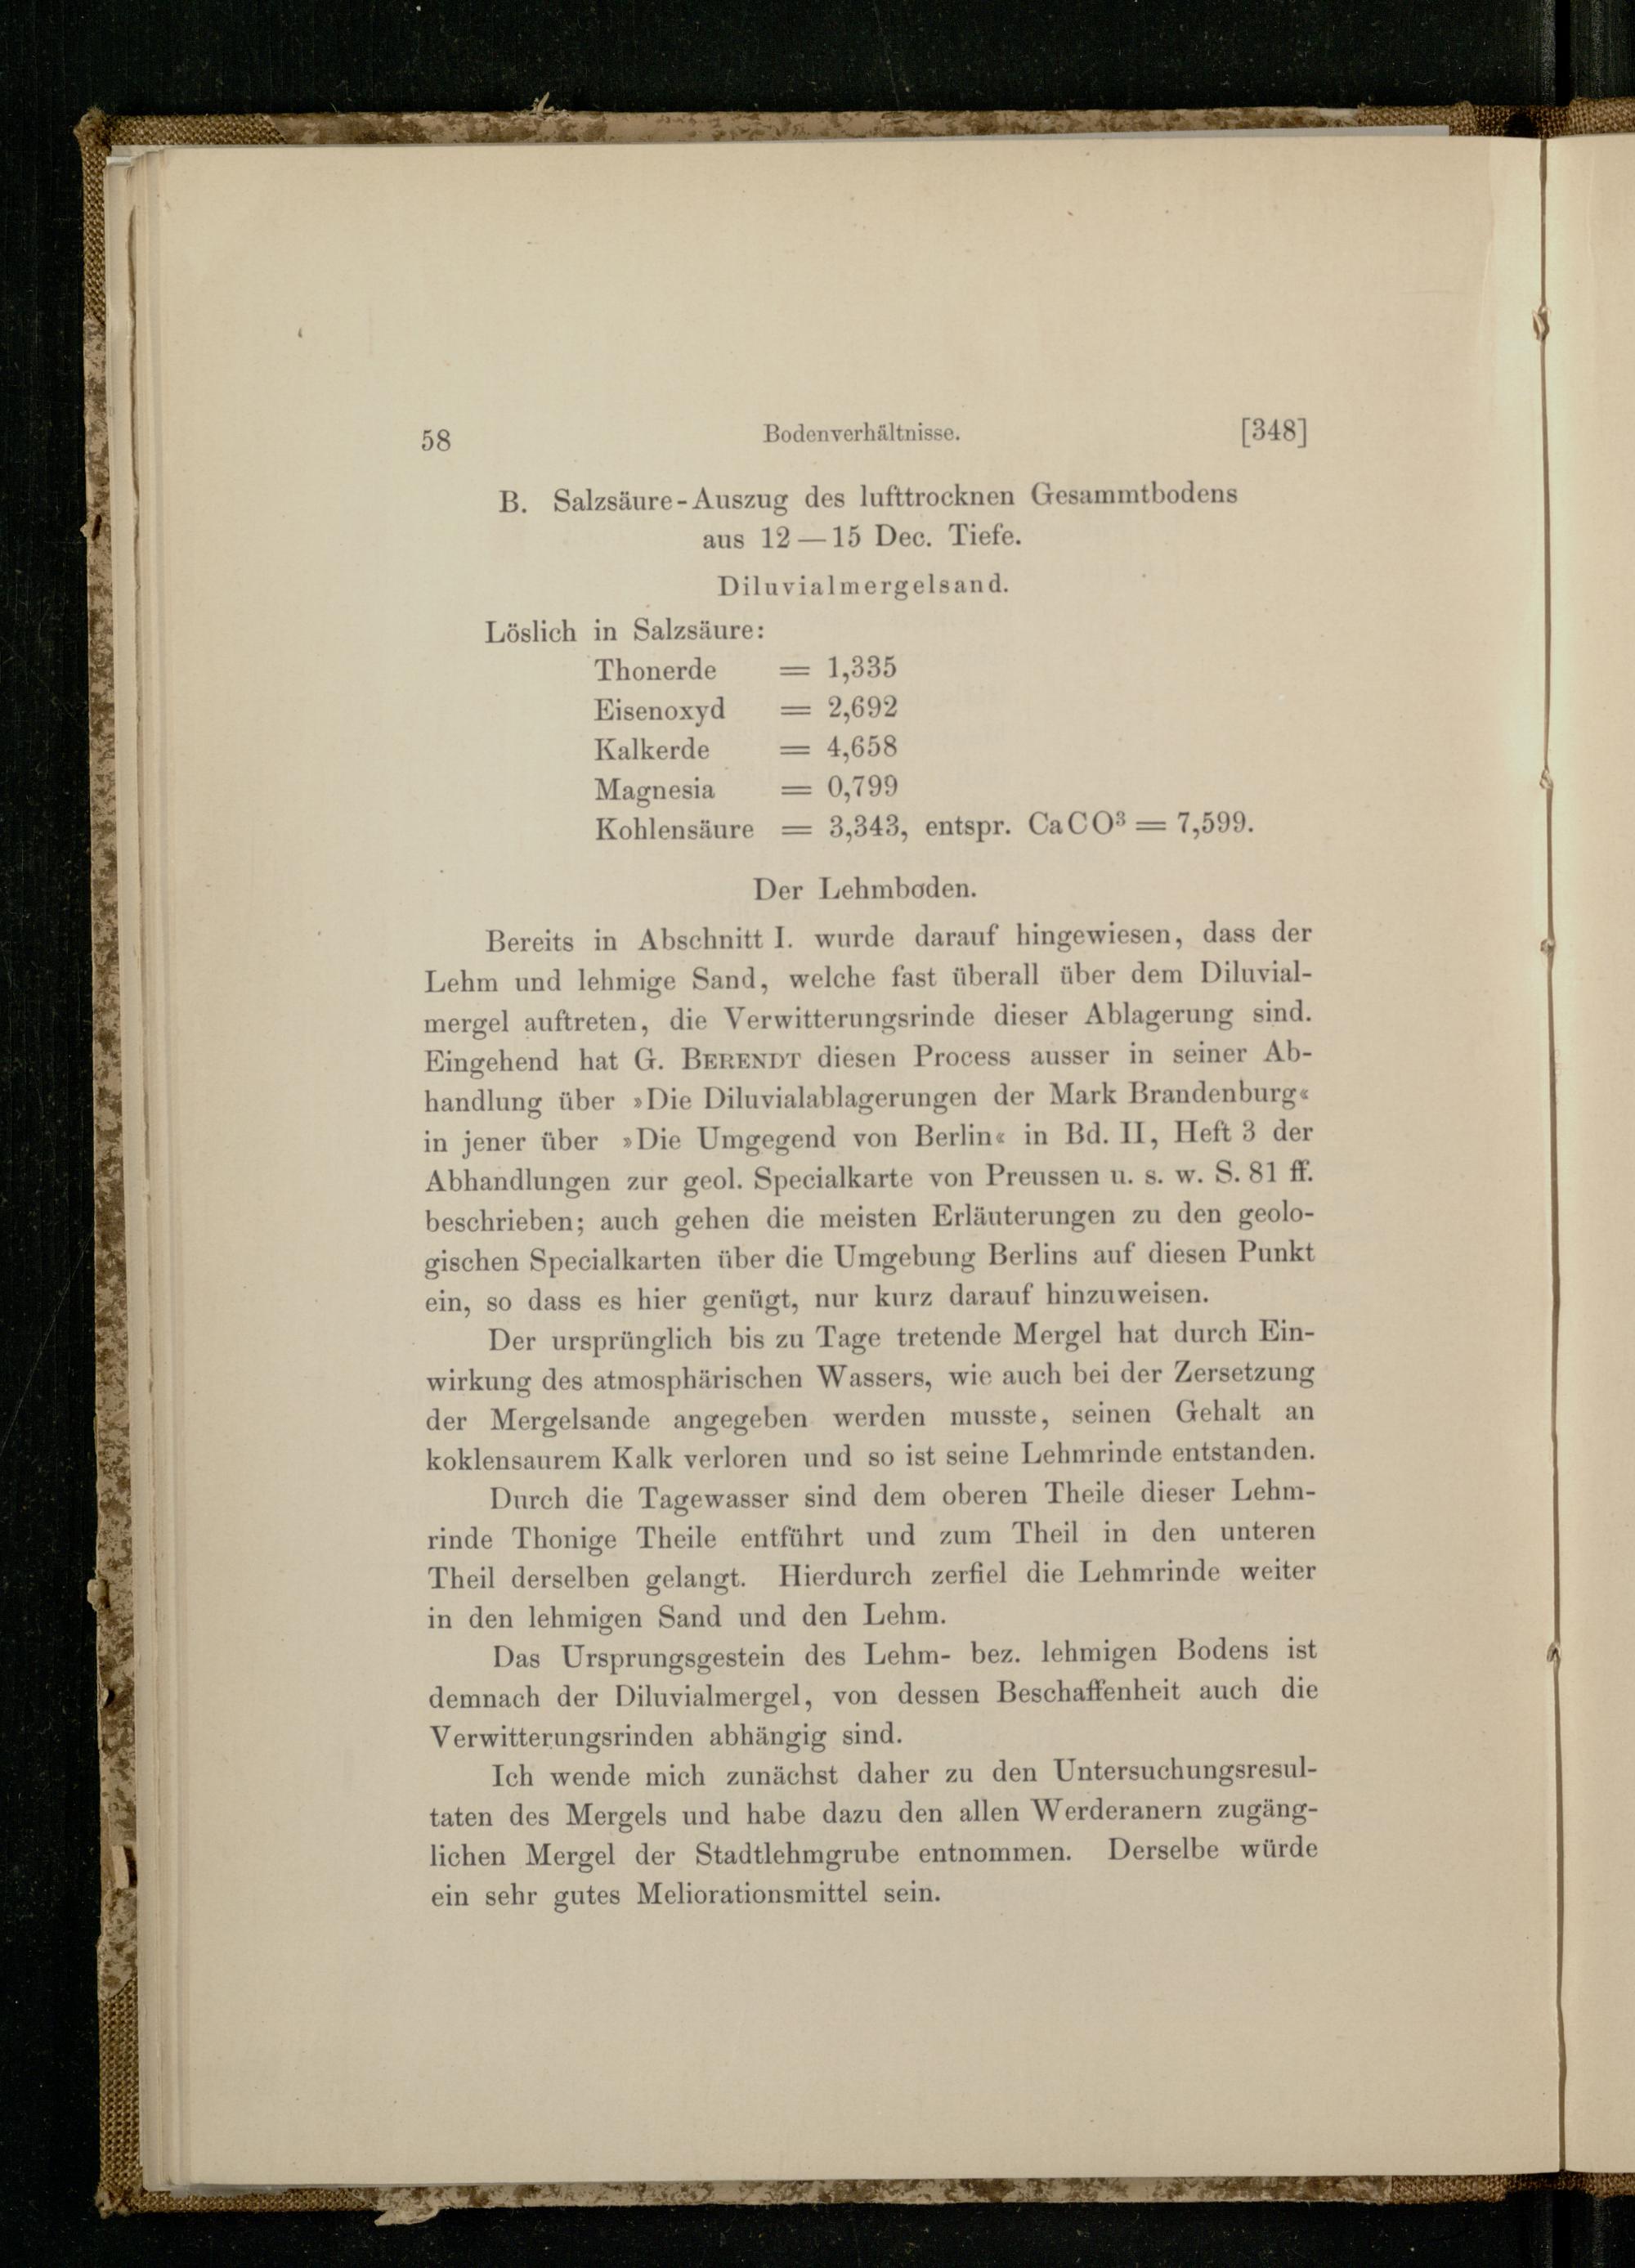 58 Bodenverhältnisse. [348]
B. Salzsäure-Auszug des lufttrocknen Gesammtbodens
aus 12—15 Dec. Tiefe.
Diluvialmergelsand.
Löslich in Salzsäure:
Thonerde = 1,335
Eisenoxyd = 2,692
Kalkerde = 4,658
Magnesia = 0,799
Kohlensäure = 3,343, entspr. CaCO³ = 7,599.
Der Lehmboden.
Bereits in Abschnitt I. wurde darauf hingewiesen, dass der
Lehm und lehmige Sand, welche fast überall über dem Diluvial-
mergel auftreten, die Verwitterungsrinde dieser Ablagerung sind.
Eingehend hat G. BERENDT diesen Process ausser in seiner Ab-
handlung über »Die Diluvialablagerungen der Mark Brandenburg«
in jener über »Die Umgegend von Berlin« in Bd. II, Heft 3 der
Abhandlungen zur geol. Specialkarte von Preussen u. s. w. S. 81 ff.
beschrieben; auch gehen die meisten Erläuterungen zu den geolo-
gischen Specialkarten über die Umgebung Berlins auf diesen Punkt
ein, so dass es hier genügt, nur kurz darauf hinzuweisen.
Der ursprünglich bis zu Tage tretende Mergel hat durch Ein-
wirkung des atmosphärischen Wassers, wie auch bei der Zersetzung
der Mergelsande angegeben werden musste, seinen Gehalt an
koklensaurem Kalk verloren und so ist seine Lehmrinde entstanden.
Durch die Tagewasser sind dem oberen Theile dieser Lehm-
rinde Thonige Theile entführt und zum Theil in den unteren
Theil derselben gelangt. Hierdurch zerfiel die Lehmrinde weiter
in den lehmigen Sand und den Lehm.
Das Ursprungsgestein des Lehm- bez. lehmigen Bodens ist
demnach der Diluvialmergel, von dessen Beschaffenheit auch die
Verwitterungsrinden abhängig sind.
Ich wende mich zunächst daher zu den Untersuchungsresul-
taten des Mergels und habe dazu den allen Werderanern zugäng-
lichen Mergel der Stadtlehmgrube entnommen. Derselbe würde
ein sehr gutes Meliorationsmittel sein.